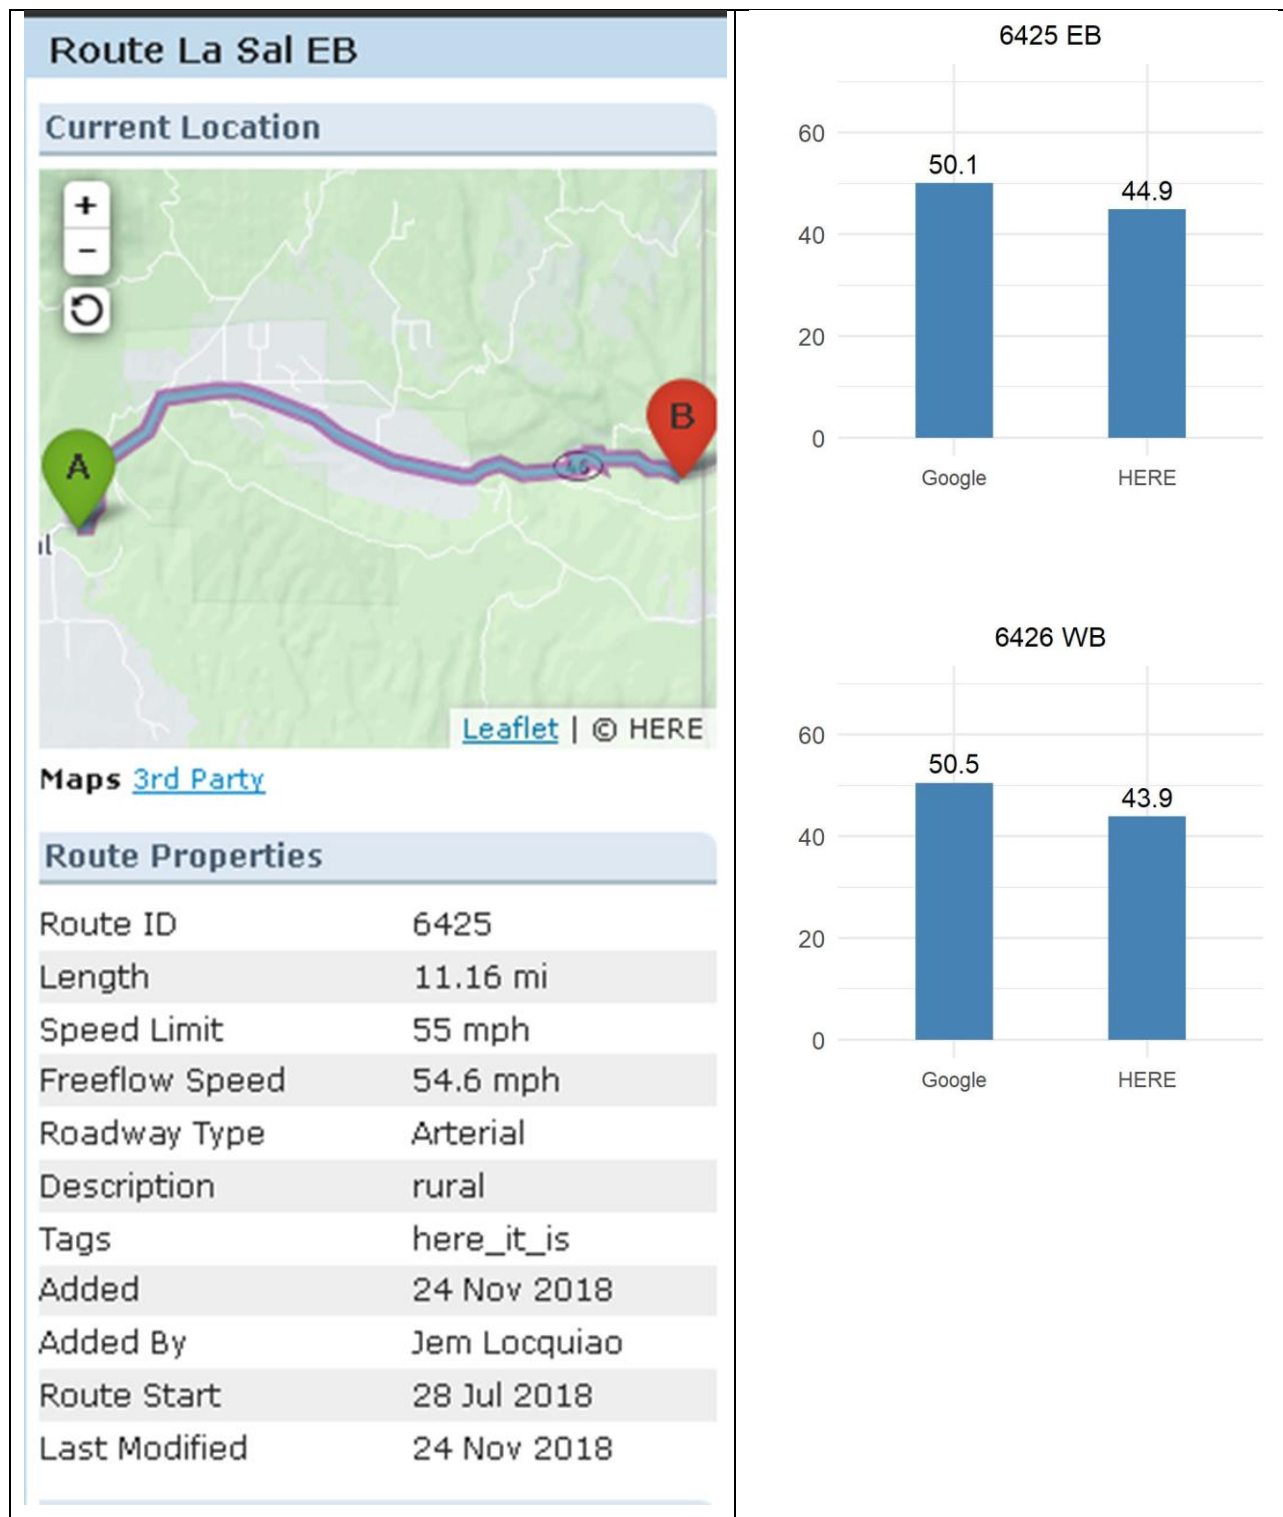 Route La Sal EB
Current Location
+
−
A
B
46
Leaflet | © HERE
Maps 3rd Party
Route Properties
Route ID 6425
Length 11.16 mi
Speed Limit 55 mph
Freeflow Speed 54.6 mph
Roadway Type Arterial
Description rural
Tags here_it_is
Added 24 Nov 2018
Added By Jem Locquiao
Route Start 28 Jul 2018
Last Modified 24 Nov 2018
6425 EB
60
50.1
44.9
40
20
0
Google HERE
6426 WB
60
50.5
43.9
40
20
0
Google HERE